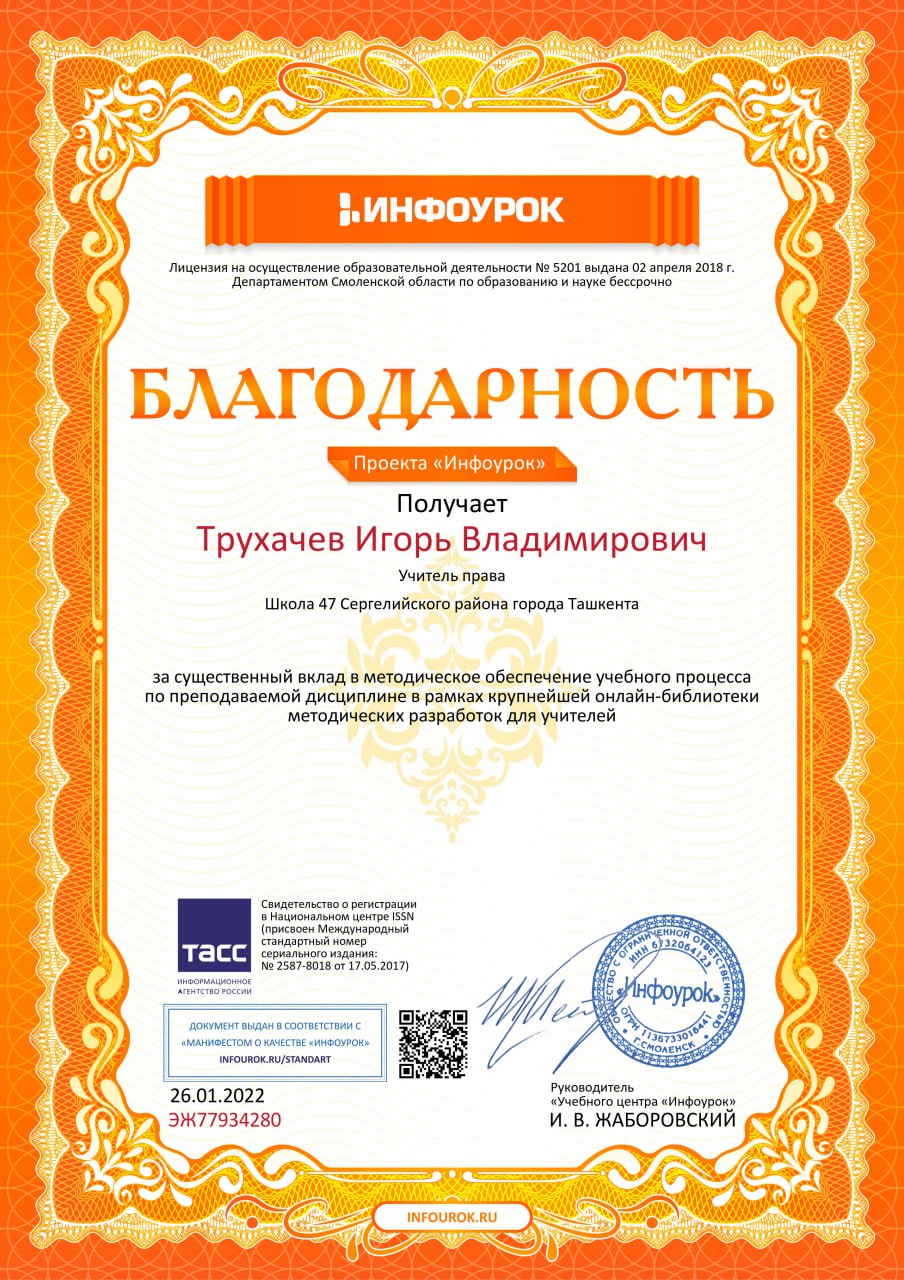 ИНФОУРОК
Лицензия на осуществление образовательной деятельности № 5201 выдана 02 апреля 2018 г.
Департаментом Смоленской области по образованию и науке бессрочно
БЛАГОДАРНОСТЬ
Проекта «Инфоурок»
Получает
Трухачев Игорь Владимирович
Учитель права
Школа 47 Сергелийского района города Ташкента
за существенный вклад в методическое обеспечение учебного процесса
по преподаваемой дисциплине в рамках крупнейшей онлайн-библиотеки
методических разработок для учителей
тасс
ИНФОРМАЦИОННОЕ
АГЕНТСТВО РОССИИ
Свидетельство о регистрации
в Национальном центре ISSN
(присвоен Международный
стандартный номер
сериального издания:
№ 2587-8018 от 17.05.2017)
ДОКУМЕНТ ВЫДАН В СООТВЕТСТВИИ С
«МАНИФЕСТОМ О КАЧЕСТВЕ «ИНФОУРОК»
INFOUROK.RU/STANDART
26.01.2022
ЭЖ77934280
ОБЩЕСТВО С ОГРАНИЧЕННОЙ ОТВЕТСТВЕННОСТЬЮ
ИНН 6732064123
«Инфоурок»
ОГРН 1136733016441
Г.СМОЛЕНСК
Руководитель
«Учебного центра «Инфоурок»
И. В. ЖАБОРОВСКИЙ
INFOUROK.RU